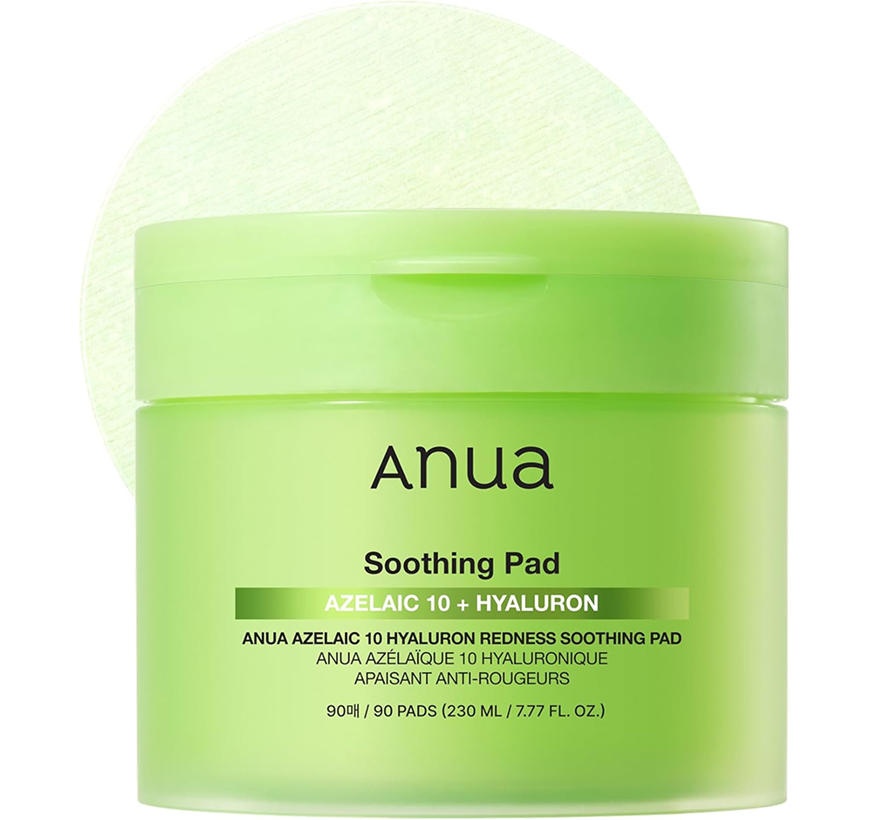 Anua
Soothing Pad
AZELAIC 10 + HYALURON
ANUA AZELAIC 10 HYALURON REDNESS SOOTHING PAD
ANUA AZÉLAÏQUE 10 HYALURONIQUE
APAISANT ANTI-ROUGEURS
90매 / 90 PADS (230 ML / 7.77 FL. OZ.)